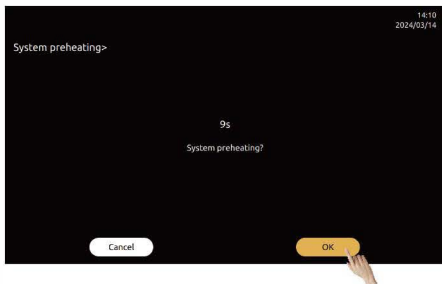 14:10
2024/03/14
System preheating>
9s
System preheating?
Cancel
OK